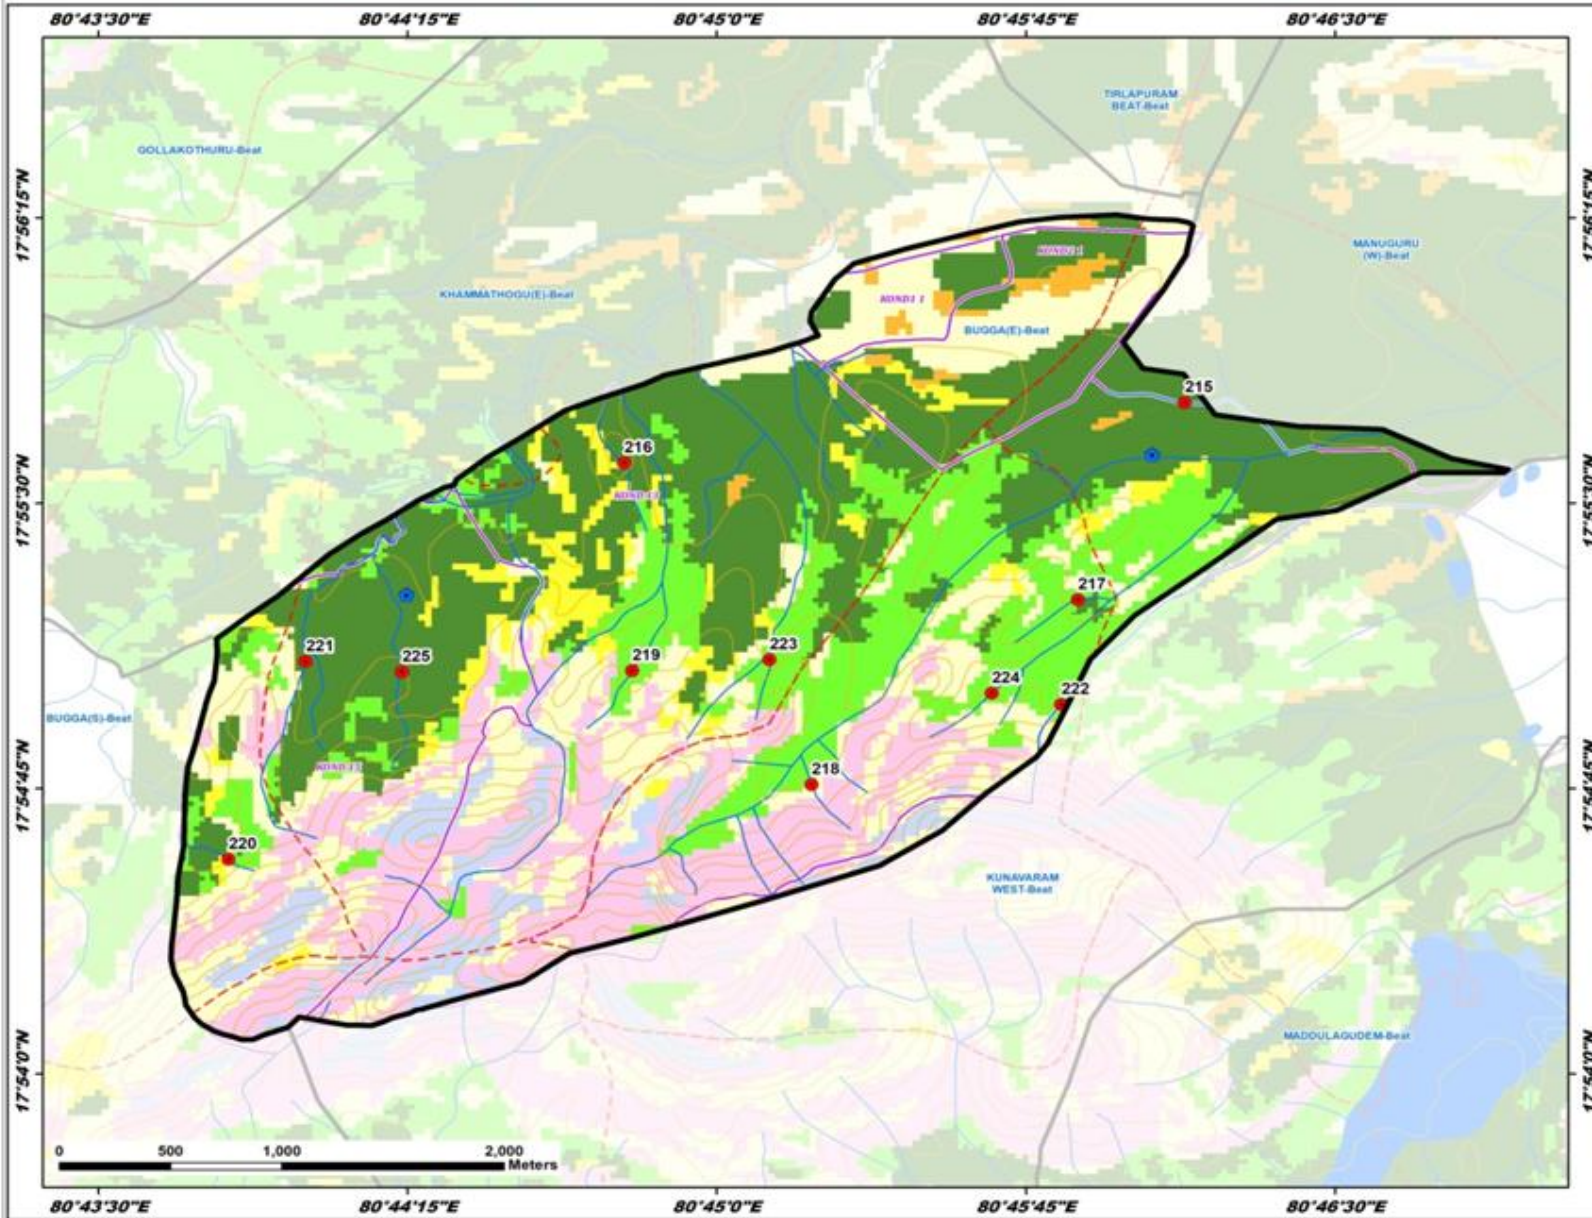 80°43'30"E 80°44'15"E 80°45'0"E 80°45'45"E 80°46'30"E
TIRLAPURAM
BEAT-Beat
GOLLAKOTHURU-Beat
17°56'15"N 17°56'15"N
MANUGURU
(W)-Beat
KHAMMATHOGU(E)-Beat
BUGGA(E)-Beat
215
216
17°55'30"N 17°55'30"N
217
221
225
219
223
224
222
BUGGA(S)-Beat
218
17°54'45"N 17°54'45"N
220
KUNAVARAM
WEST-Beat
MADDULAGUDEM-Beat
17°54'0"N 17°54'0"N
0 500 1,000 2,000
Meters
80°43'30"E 80°44'15"E 80°45'0"E 80°45'45"E 80°46'30"E